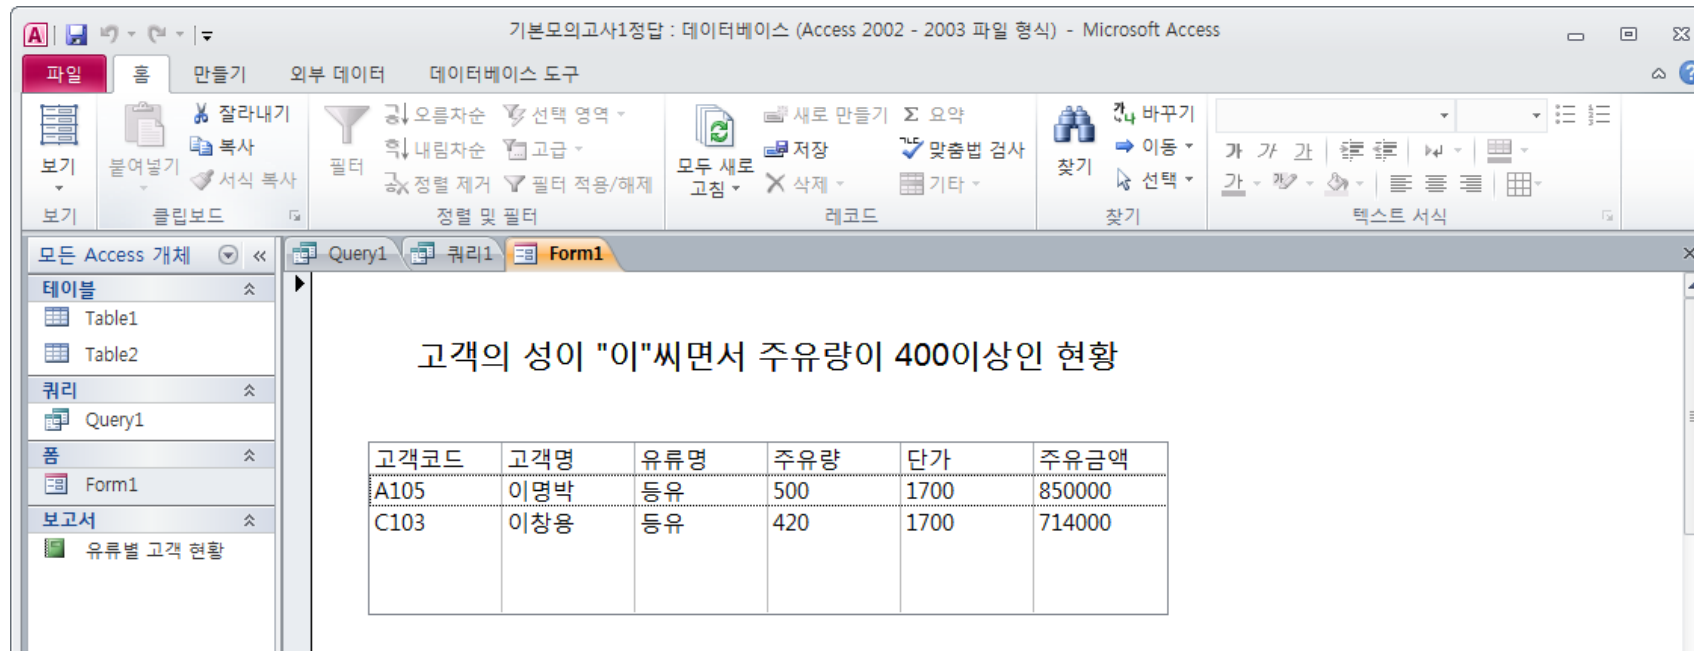 기본모의고사1정답 : 데이터베이스 (Access 2002 - 2003 파일 형식) - Microsoft Access
파일 홈 만들기 외부 데이터 데이터베이스 도구
보기
보기
붙여넣기
잘라내기
복사
서식 복사
클립보드
필터
오름차순
내림차순
정렬 제거
선택 영역
고급
필터 적용/해제
정렬 및 필터
모두 새로
고침
새로 만들기
저장
삭제
Σ 요약
맞춤법 검사
기타
레코드
찾기
바꾸기
이동
선택
찾기
가 가 가
가
텍스트 서식
모든 Access 개체 «
테이블
Table1
Table2
쿼리
Query1
폼
Form1
보고서
유류별 고객 현황
Query1 쿼리1 Form1
고객의 성이 "이"씨면서 주유량이 400이상인 현황
고객코드 고객명 유류명 주유량 단가 주유금액
A105 이명박 등유 500 1700 850000
C103 이창용 등유 420 1700 714000